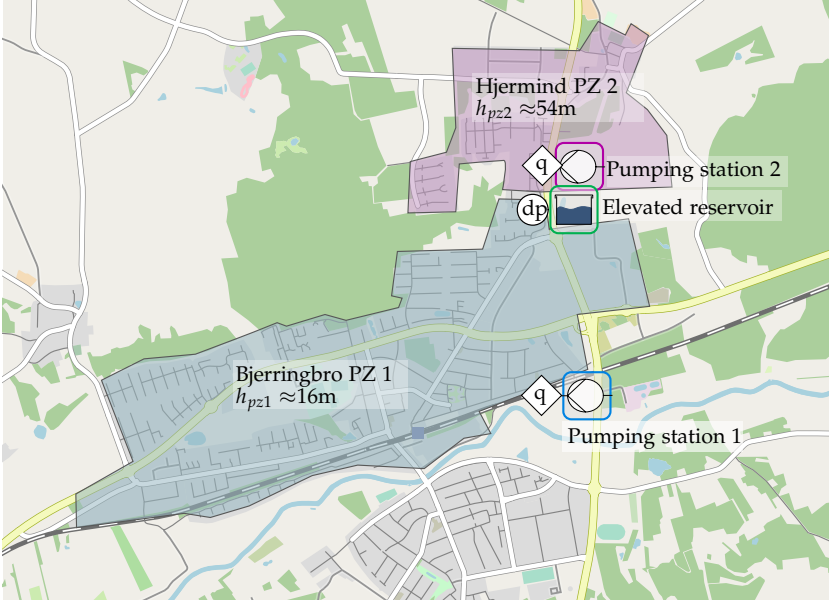 Hjermind PZ 2
h_pz2 ≈54m
q
Pumping station 2
dp
Elevated reservoir
Bjerringbro PZ 1
h_pz1 ≈16m
q
Pumping station 1